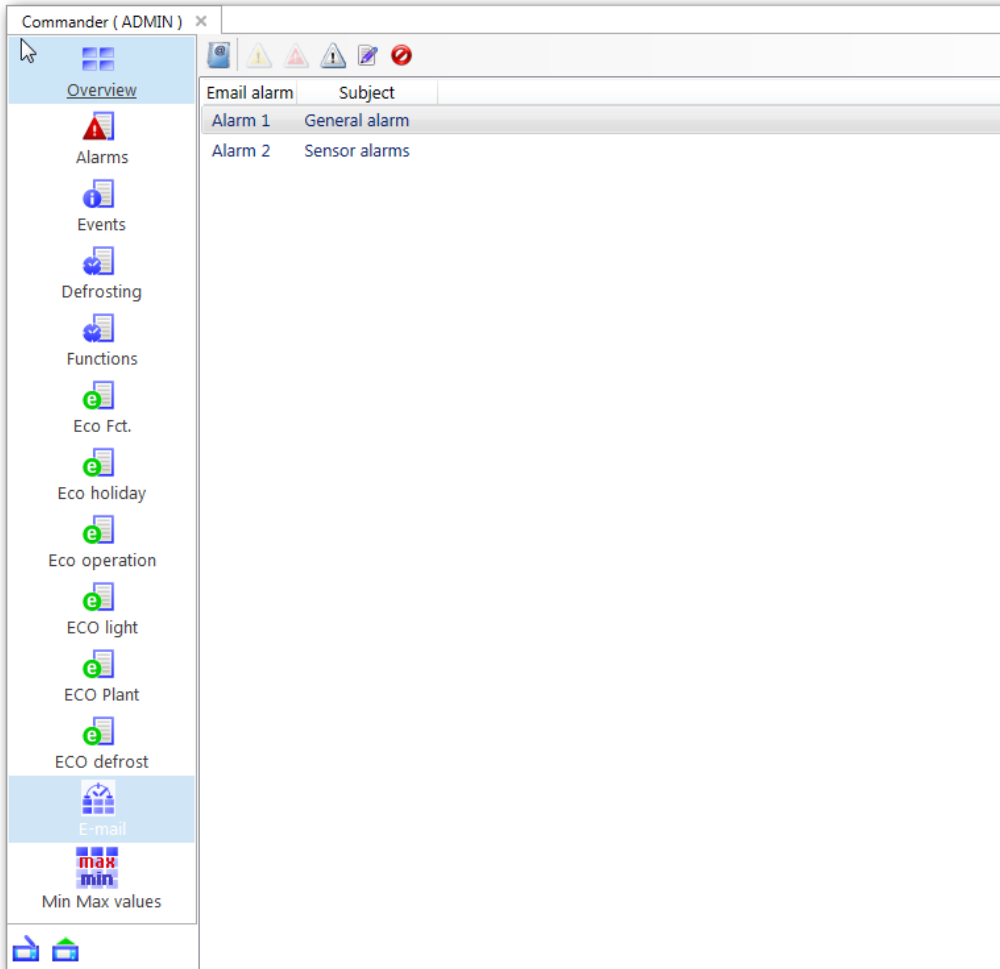 Commander ( ADMIN )
Overview
Alarms
Events
Defrosting
Functions
Eco Fct.
Eco holiday
Eco operation
ECO light
ECO Plant
ECO defrost
E-mail
max
min
Min Max values
Email alarm Subject
Alarm 1 General alarm
Alarm 2 Sensor alarms